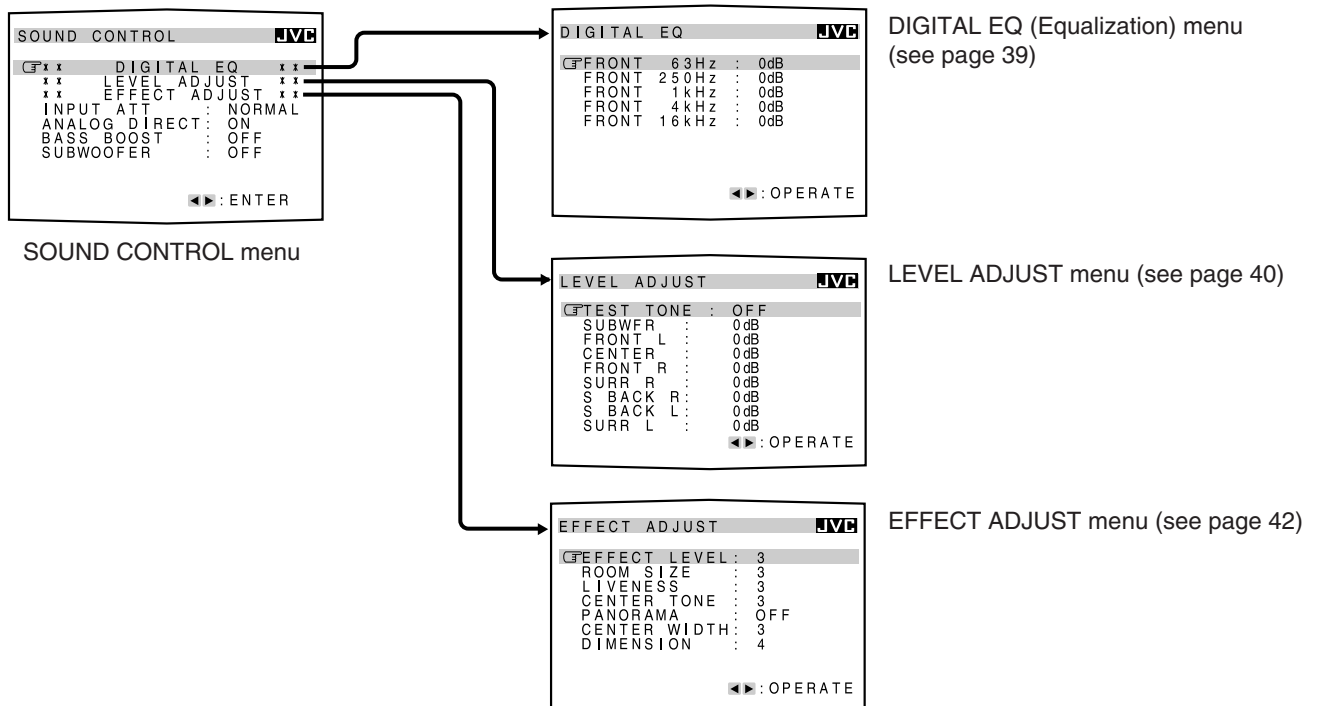 SOUND CONTROL JVC
** DIGITAL EQ **
** LEVEL ADJUST **
** EFFECT ADJUST **
INPUT ATT : NORMAL
ANALOG DIRECT: ON
BASS BOOST : OFF
SUBWOOFER : OFF
◄►:ENTER
SOUND CONTROL menu
DIGITAL EQ JVC
FRONT 63Hz : 0dB
FRONT 250Hz : 0dB
FRONT 1kHz : 0dB
FRONT 4kHz : 0dB
FRONT 16kHz : 0dB
◄►:OPERATE
DIGITAL EQ (Equalization) menu
(see page 39)
LEVEL ADJUST JVC
TEST TONE : OFF
SUBWFR : 0dB
FRONT L : 0dB
CENTER : 0dB
FRONT R : 0dB
SURR R : 0dB
S BACK R: 0dB
S BACK L: 0dB
SURR L : 0dB
◄►:OPERATE
LEVEL ADJUST menu (see page 40)
EFFECT ADJUST JVC
EFFECT LEVEL: 3
ROOM SIZE : 3
LIVENESS : 3
CENTER TONE : 3
PANORAMA : OFF
CENTER WIDTH: 3
DIMENSION : 4
◄►:OPERATE
EFFECT ADJUST menu (see page 42)